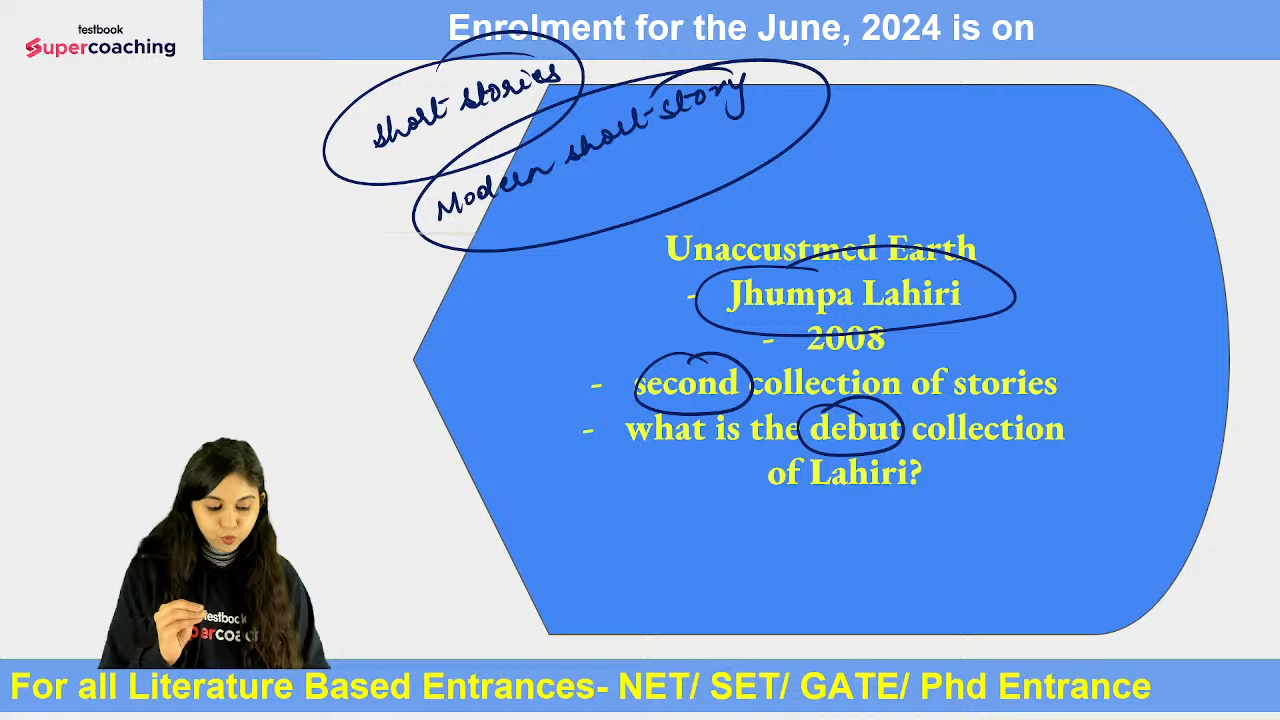 testbook
Supercoaching
Enrolment for the June, 2024 is on
Short stories
Modern short-story
Unaccustmed Earth
- Jhumpa Lahiri
- 2008
- second collection of stories
- what is the debut collection
of Lahiri?
testbook
percoach
For all Literature Based Entrances- NET/ SET/ GATE/ Phd Entrance